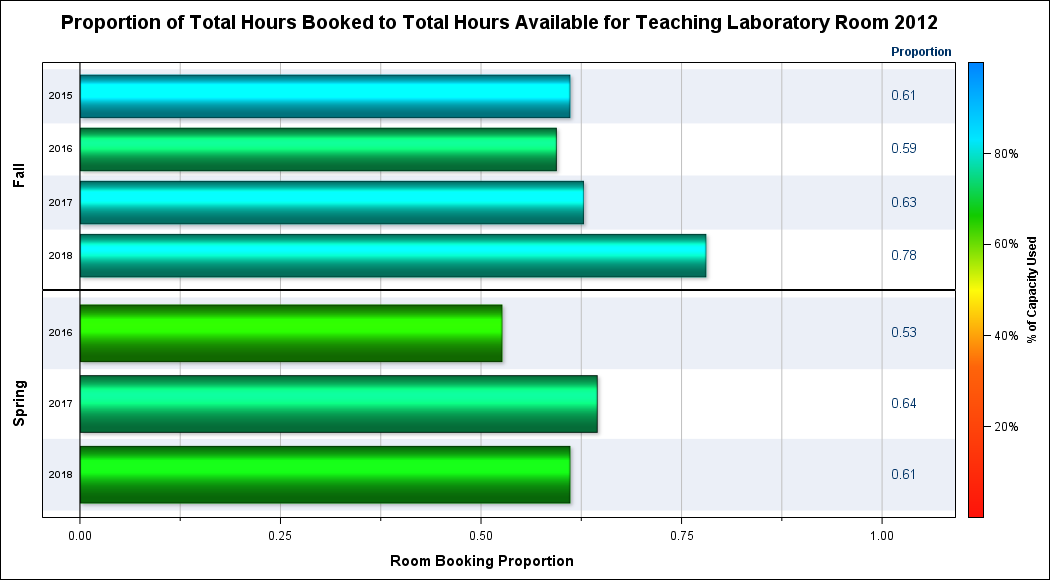 Proportion of Total Hours Booked to Total Hours Available for Teaching Laboratory Room 2012
Proportion
Fall
2015 0.61
2016 0.59
2017 0.63
2018 0.78
Spring
2016 0.53
2017 0.64
2018 0.61
0.00 0.25 0.50 0.75 1.00
Room Booking Proportion
80%
60%
40%
20%
% of Capacity Used